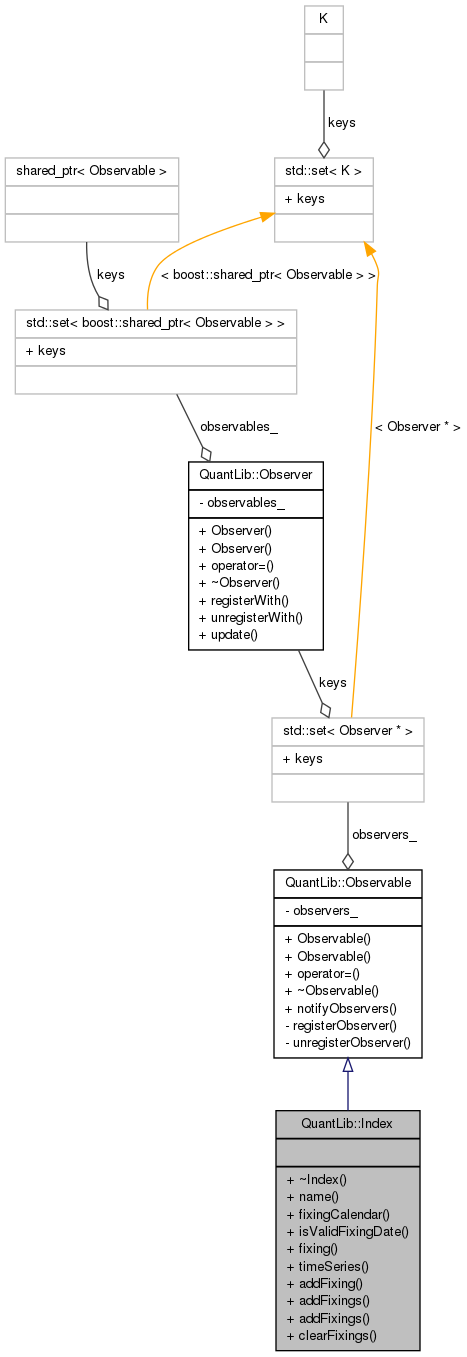 K
keys
shared_ptr< Observable >
std::set< K >
+ keys
keys
< boost::shared_ptr< Observable > >
std::set< boost::shared_ptr< Observable > >
+ keys
observables_
< Observer * >
QuantLib::Observer
- observables_
+ Observer()
+ Observer()
+ operator=()
+ ~Observer()
+ registerWith()
+ unregisterWith()
+ update()
keys
std::set< Observer * >
+ keys
observers_
QuantLib::Observable
- observers_
+ Observable()
+ Observable()
+ operator=()
+ ~Observable()
+ notifyObservers()
- registerObserver()
- unregisterObserver()
QuantLib::Index
+ ~Index()
+ name()
+ fixingCalendar()
+ isValidFixingDate()
+ fixing()
+ timeSeries()
+ addFixing()
+ addFixings()
+ addFixings()
+ clearFixings()